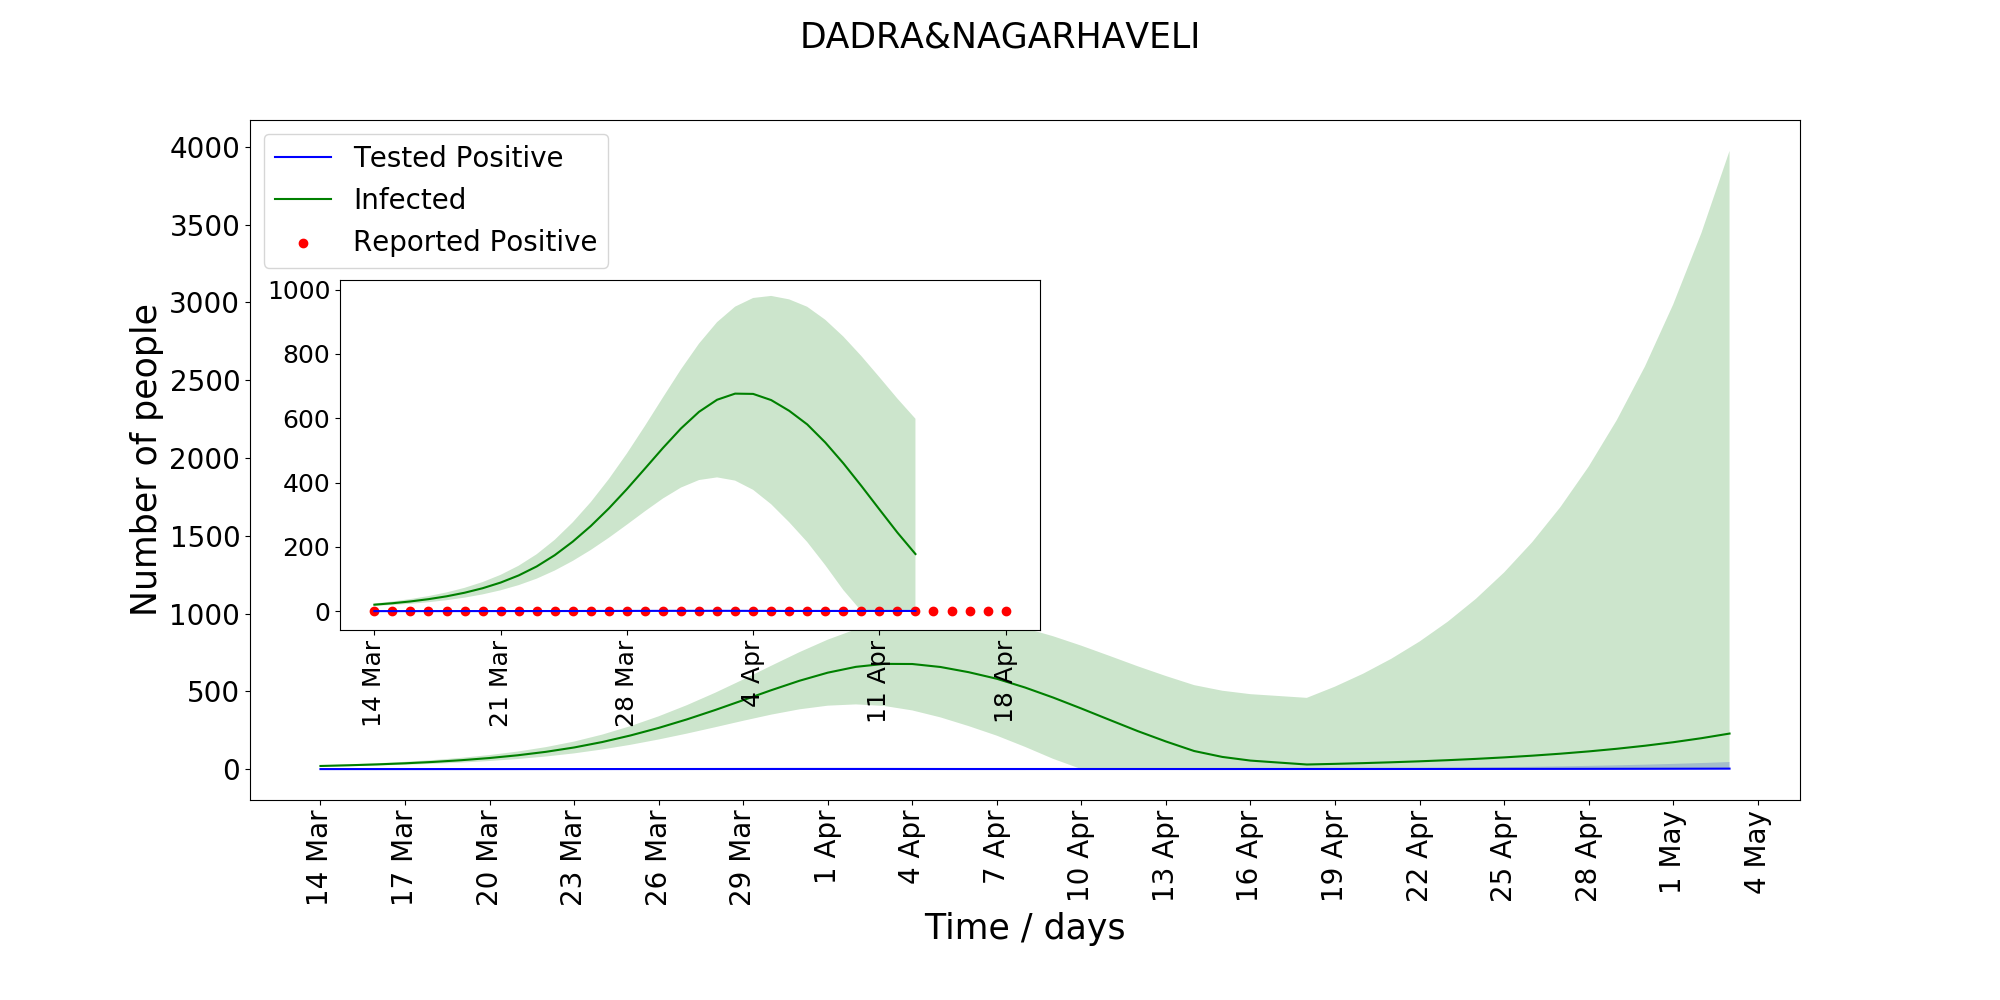 DADRA&NAGARHAVELI
Tested Positive
Infected
Reported Positive
4000
3500
3000
2500
2000
1500
1000
500
0
Number of people
1000
800
600
400
200
0
14 Mar
21 Mar
28 Mar
4 Apr
11 Apr
18 Apr
14 Mar
17 Mar
20 Mar
23 Mar
26 Mar
29 Mar
1 Apr
4 Apr
7 Apr
10 Apr
13 Apr
16 Apr
19 Apr
22 Apr
25 Apr
28 Apr
1 May
4 May
Time / days